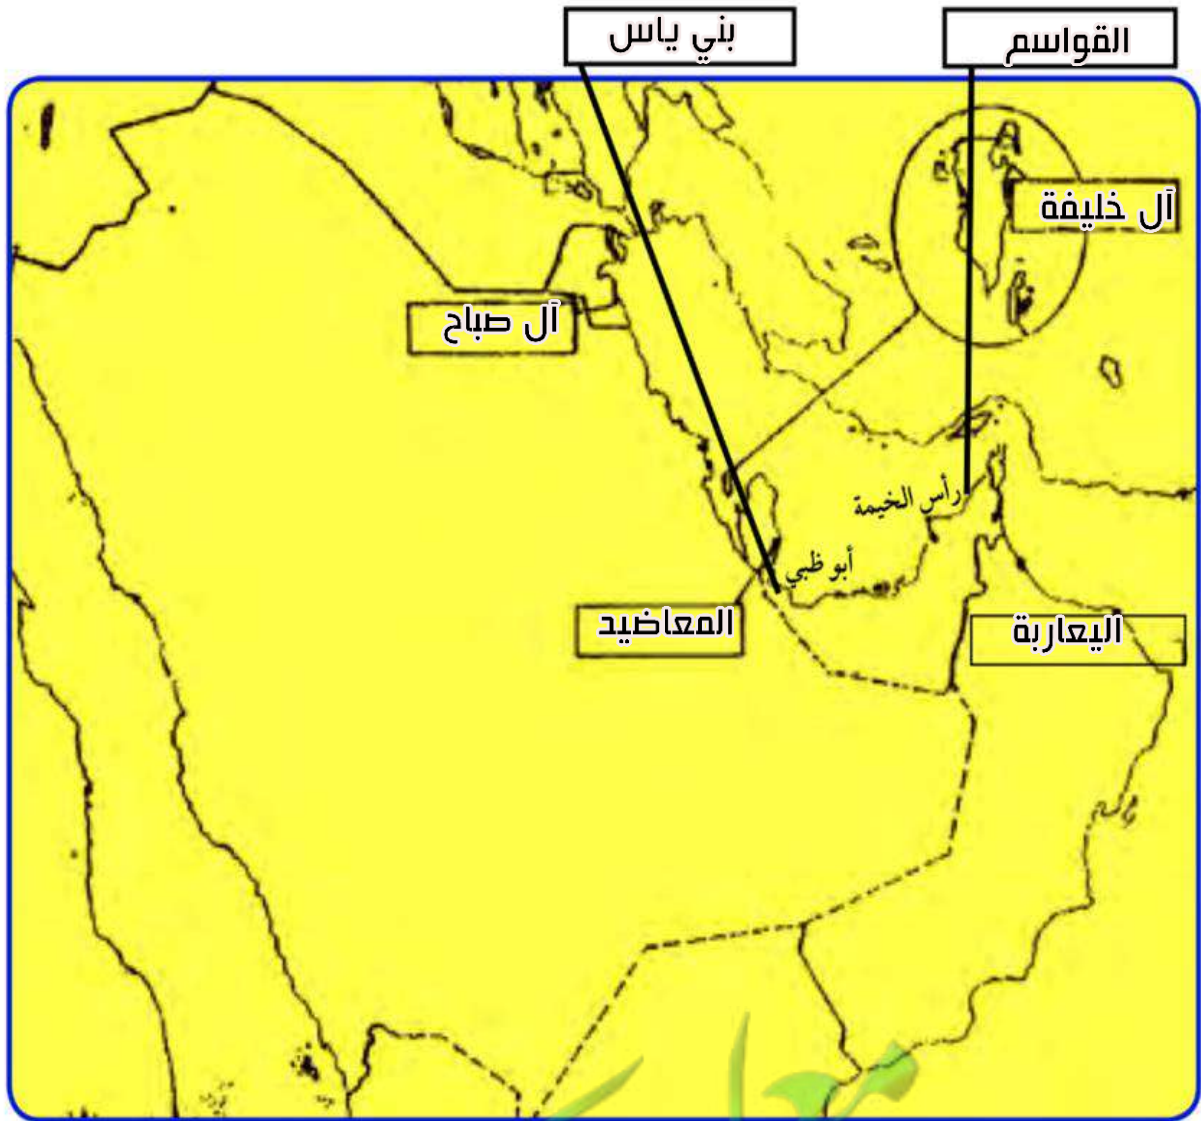 بني ياس
القواسم
آل خليفة
آل صباح
رأس الخيمة
أبو ظبي
المعاضيد
اليعاربة